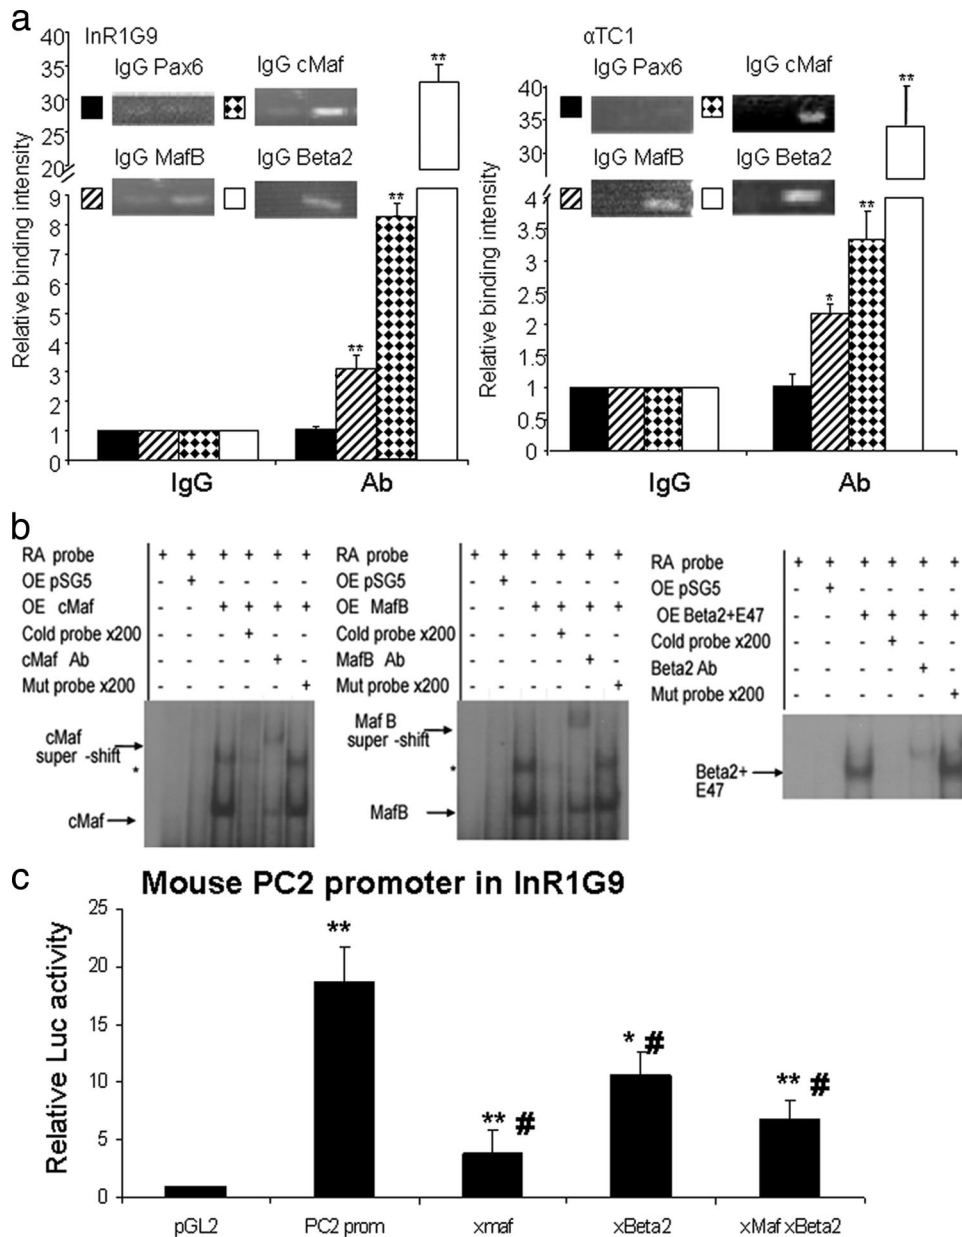 a
InR1G9
IgG Pax6 IgG cMaf
IgG MafB IgG Beta2
Relative binding intensity
40
35
30
25
20
9
8
7
6
5
4
3
2
1
0
** ** **
IgG Ab
αTC1
IgG Pax6 IgG cMaf
IgG MafB IgG Beta2
Relative binding intensity
40
35
30
4
3.5
3
2.5
2
1.5
1
0.5
0
* ** **
IgG Ab
b
RA probe + + + + + +
OE pSG5 - + - - - -
OE cMaf - - + + + +
Cold probe x200 - - - + - -
cMaf Ab - - - - + -
Mut probe x200 - - - - - +
cMaf
super -shift
*
cMaf
RA probe + + + + + +
OE pSG5 - + - - - -
OE MafB - - + + + +
Cold probe x200 - - - + - -
MafB Ab - - - - + -
Mut probe x200 - - - - - +
Maf B
super -shift
*
MafB
RA probe + + + + + +
OE pSG5 - + - - - -
OE Beta2+E47 - - + + + +
Cold probe x200 - - - + - -
Beta2 Ab - - - - + -
Mut probe x200 - - - - - +
Beta2+
E47
c
Mouse PC2 promoter in InR1G9
Relative Luc activity
25
20
15
10
5
0
**
** #
* #
** #
pGL2 PC2 prom xmaf xBeta2 xMaf xBeta2